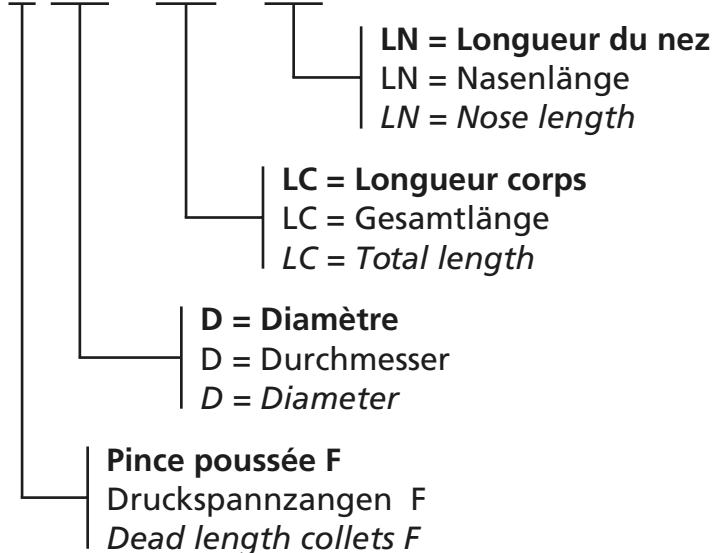 LN = Longueur du nez
LN = Nasenlänge
LN = Nose length
LC = Longueur corps
LC = Gesamtlänge
LC = Total length
D = Diamètre
D = Durchmesser
D = Diameter
Pince poussée F
Druckspannzangen F
Dead length collets F